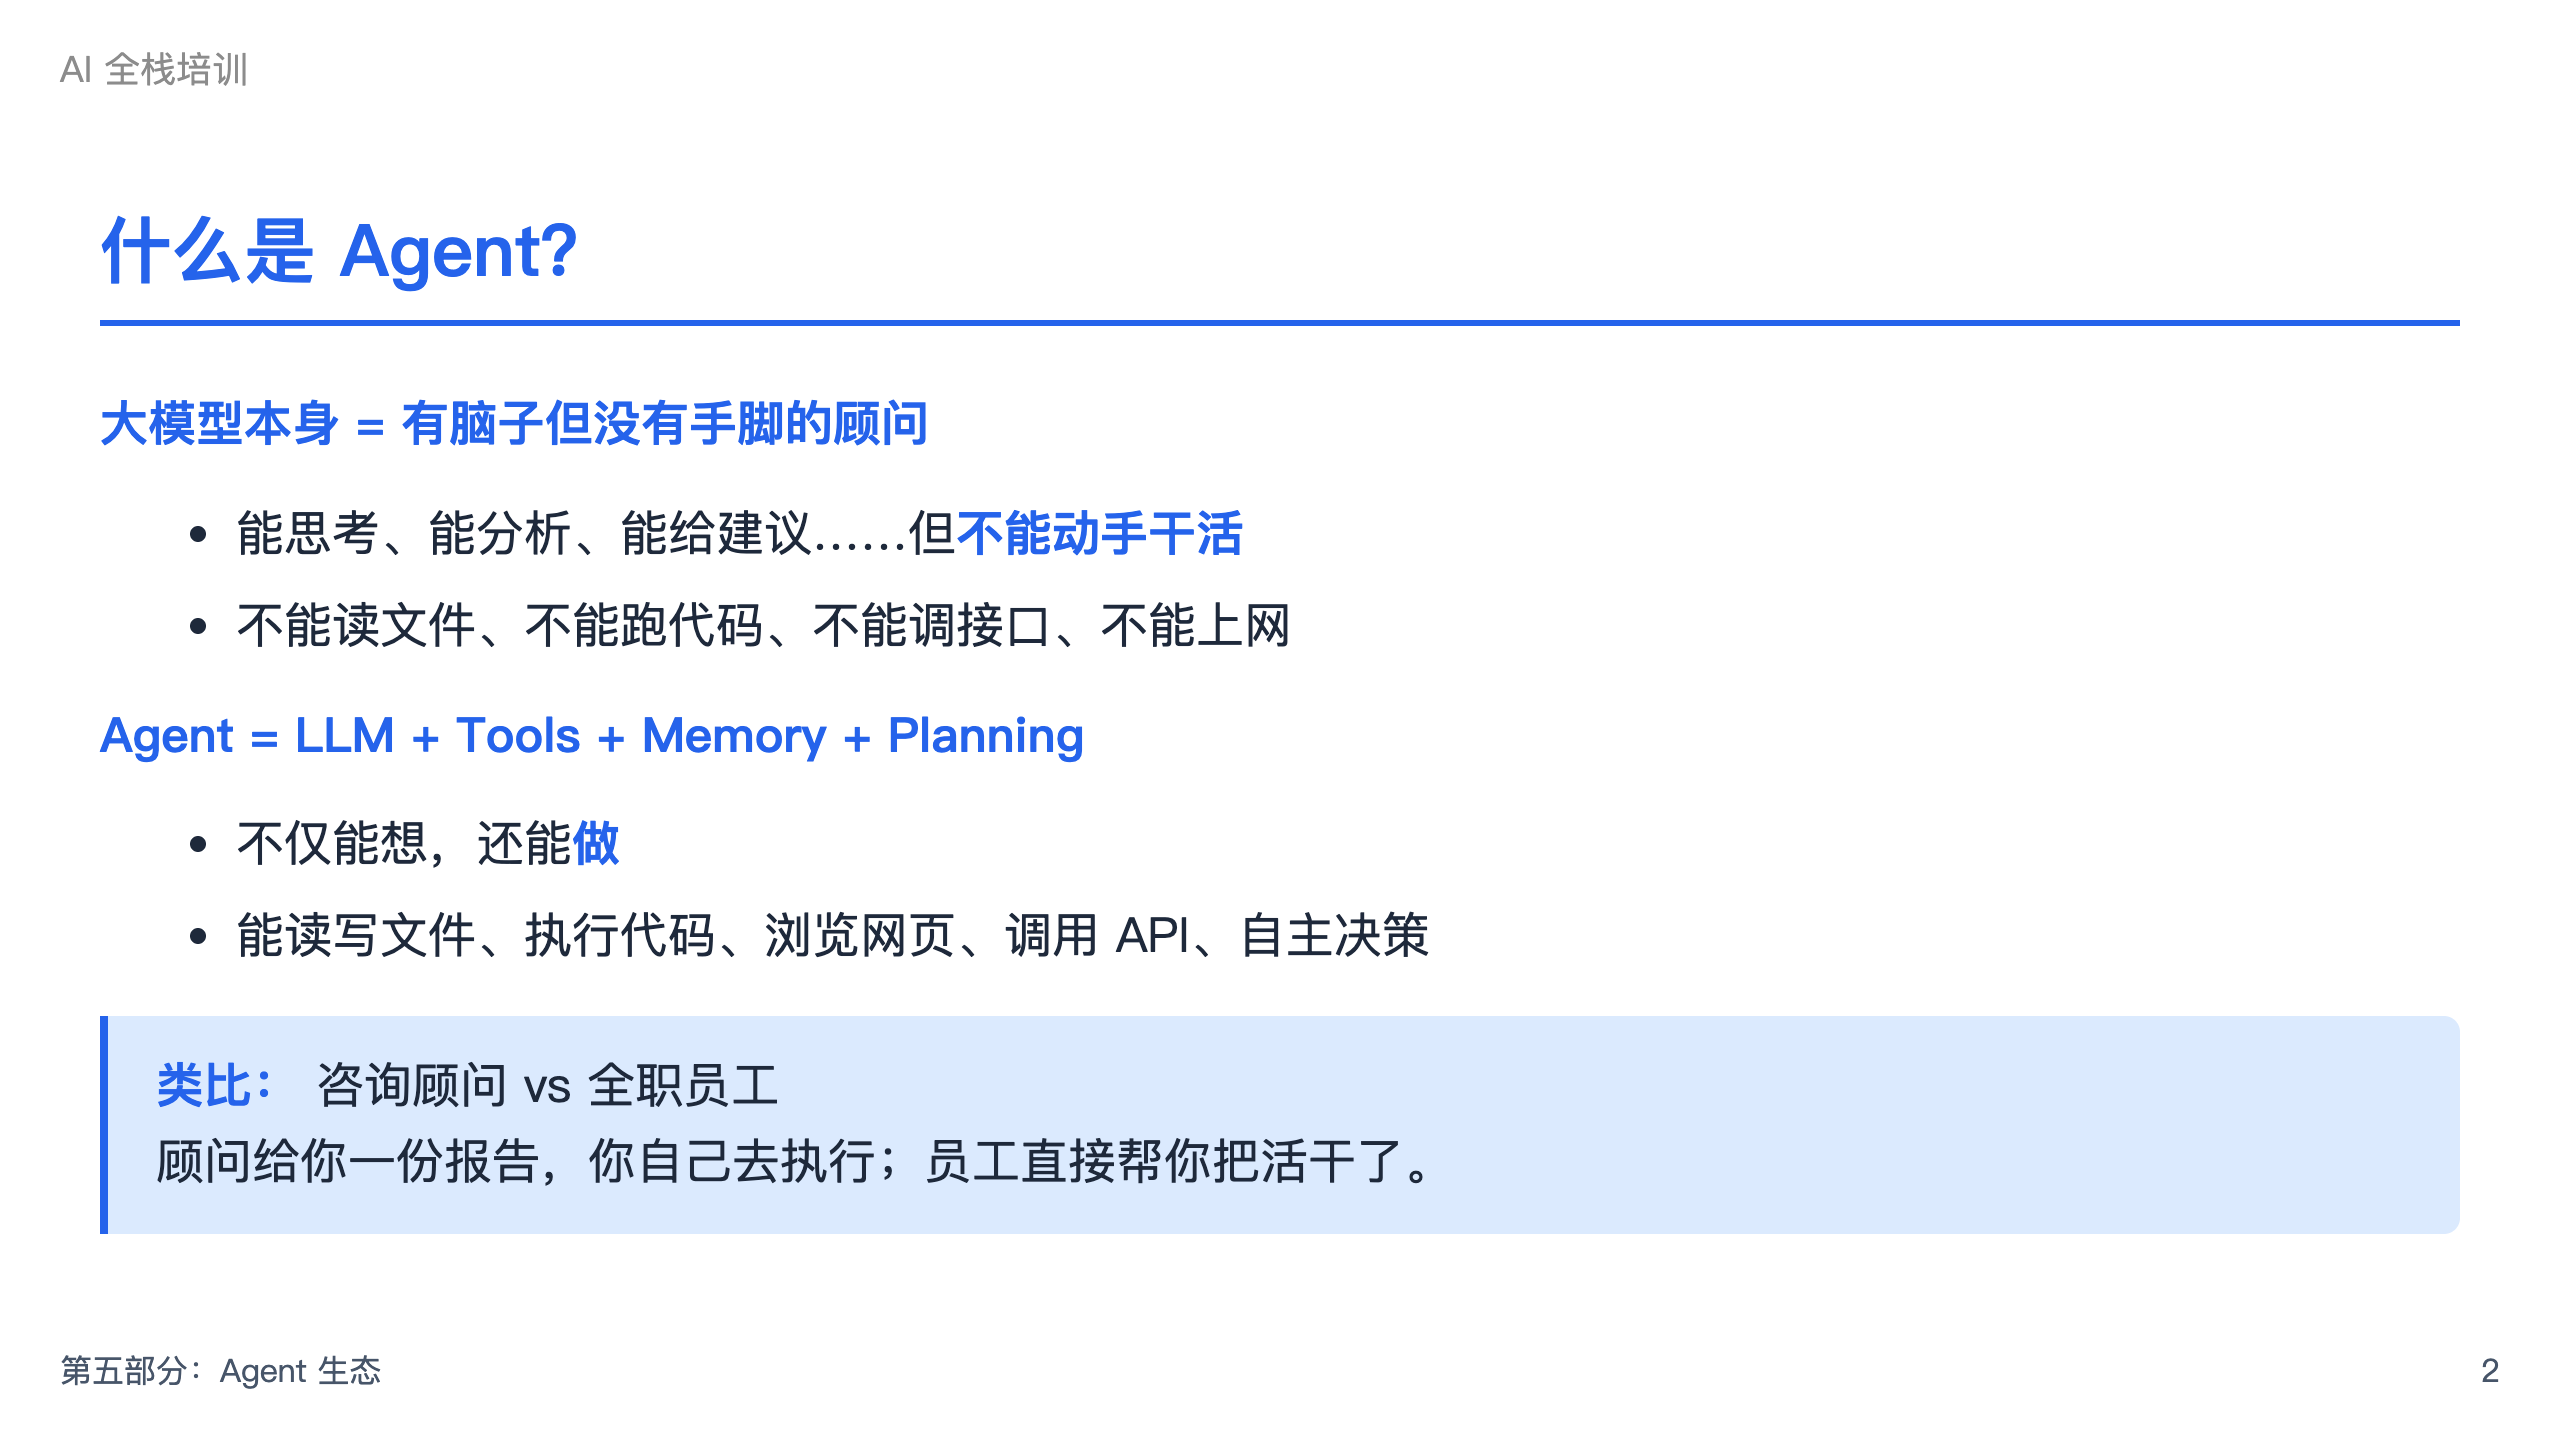 AI 全栈培训
什么是 Agent?
大模型本身 = 有脑子但没有手脚的顾问
• 能思考、能分析、能给建议……但不能动手干活
• 不能读文件、不能跑代码、不能调接口、不能上网
Agent = LLM + Tools + Memory + Planning
• 不仅能想，还能做
• 能读写文件、执行代码、浏览网页、调用 API、自主决策
类比： 咨询顾问 vs 全职员工
顾问给你一份报告，你自己去执行；员工直接帮你把活干了。
第五部分：Agent 生态
2